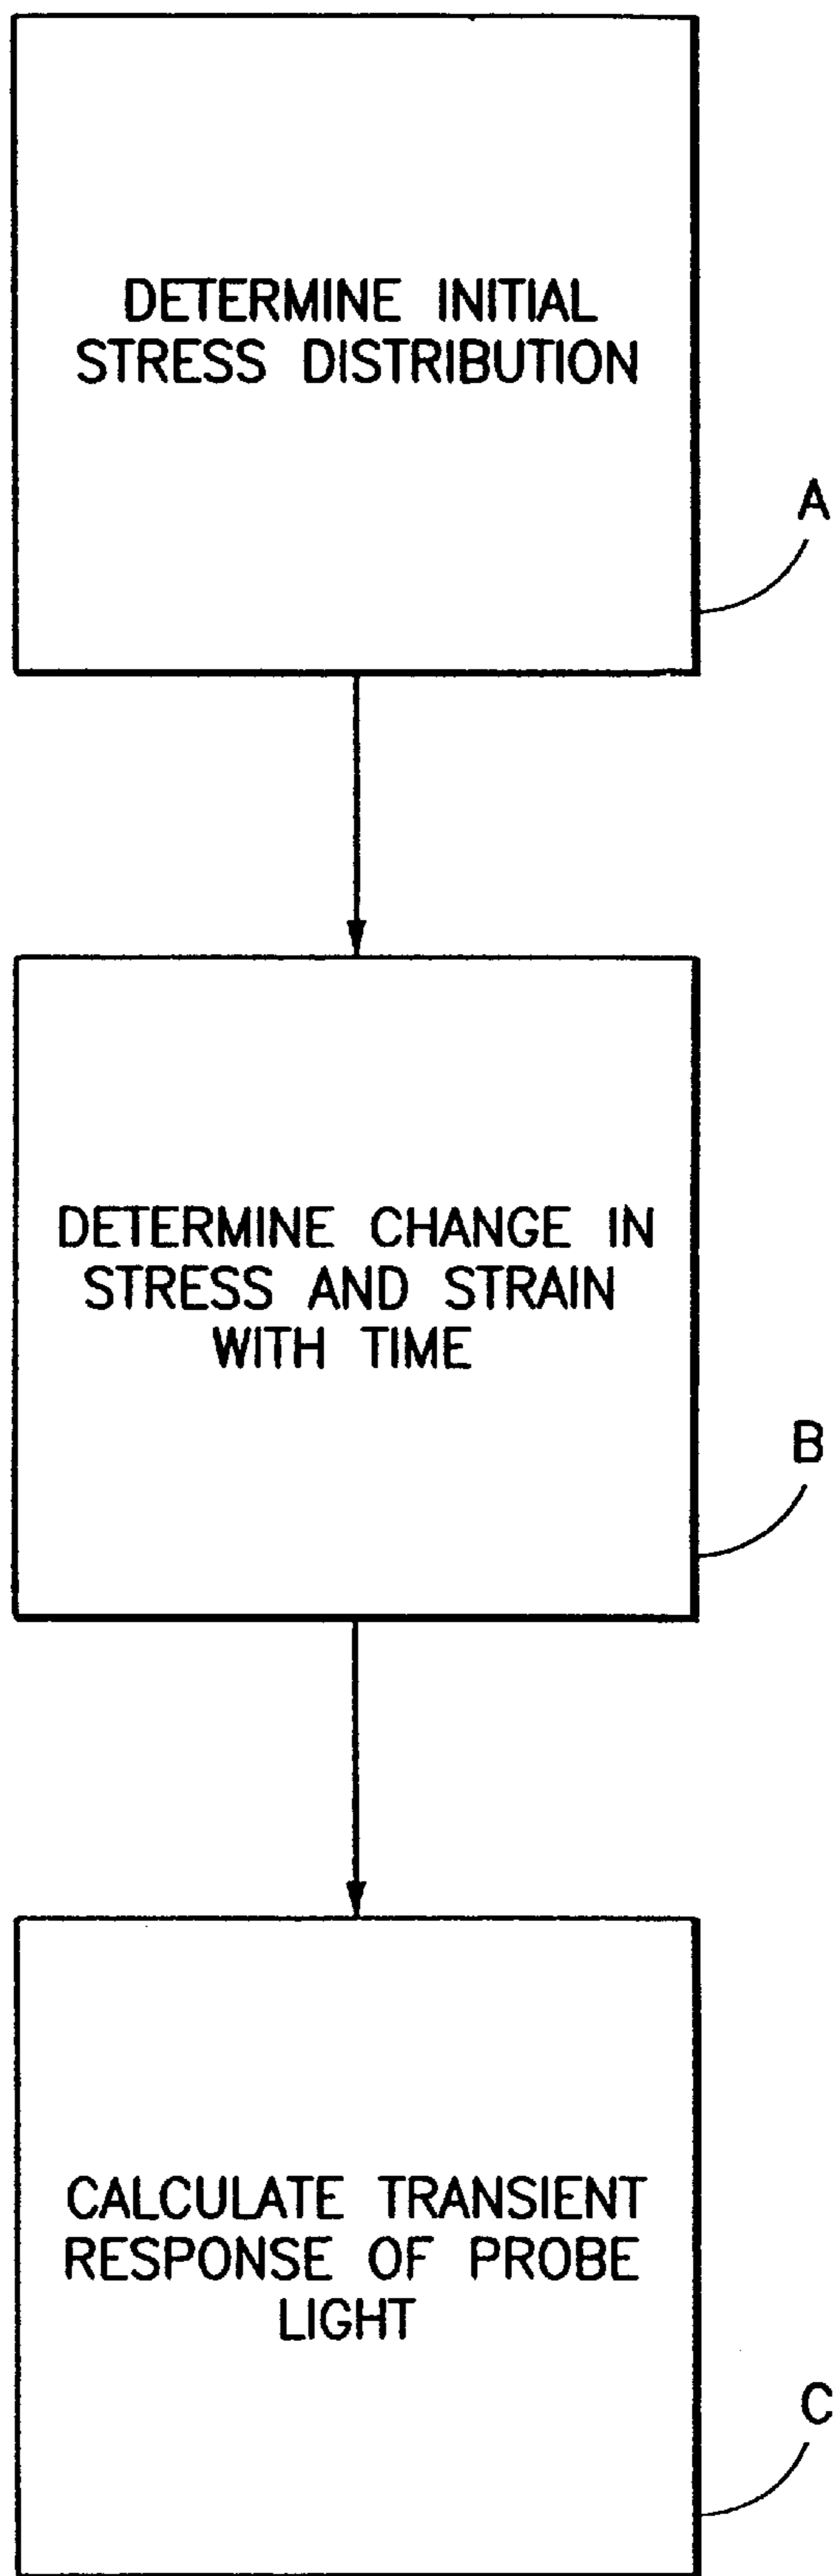 DETERMINE INITIAL
STRESS DISTRIBUTION
A
DETERMINE CHANGE IN
STRESS AND STRAIN
WITH TIME
B
CALCULATE TRANSIENT
RESPONSE OF PROBE
LIGHT
C